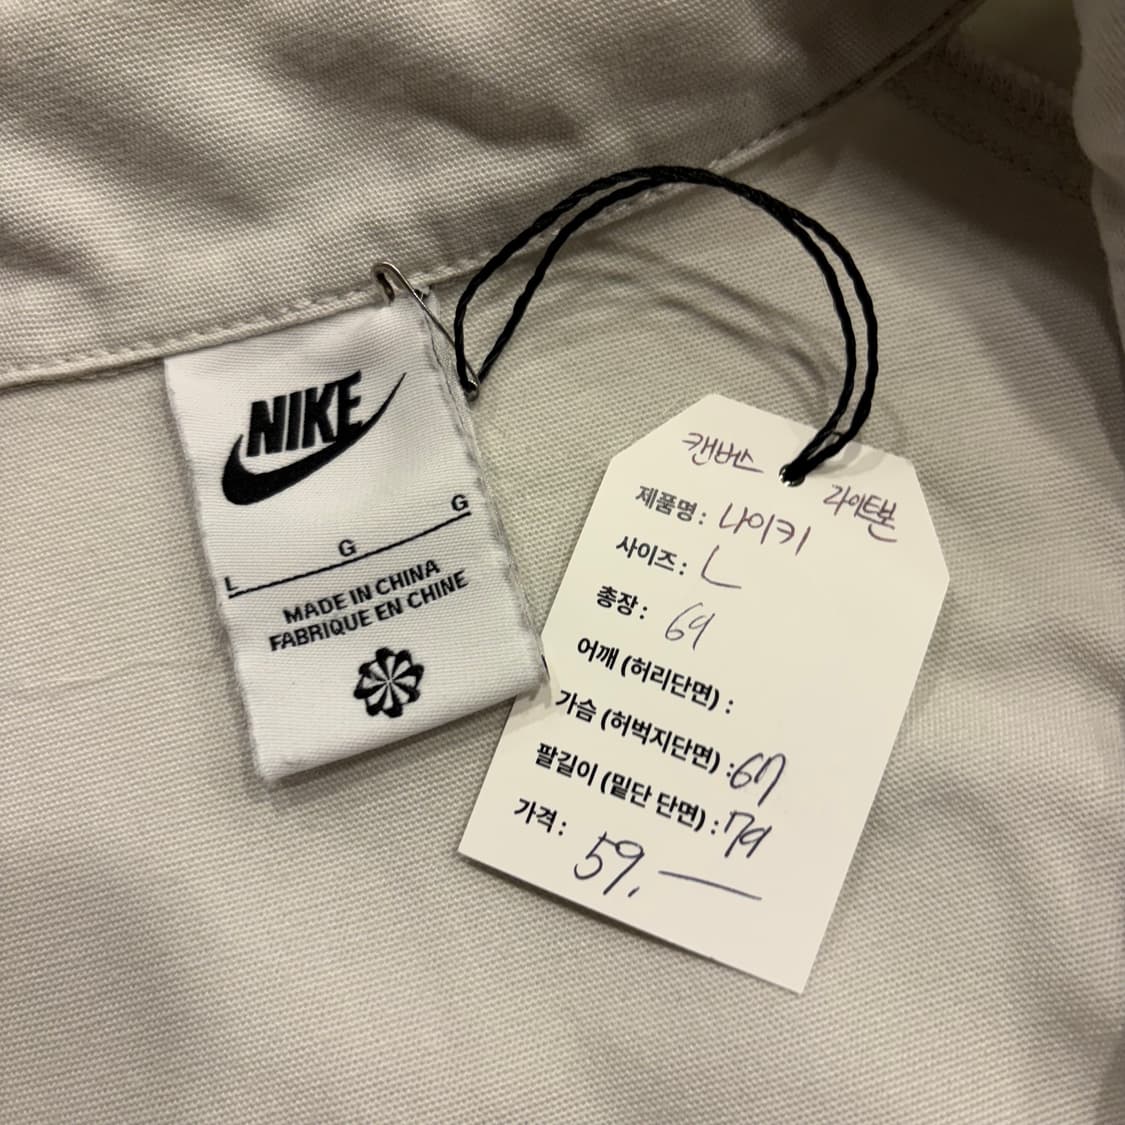 NIKE
L G G
MADE IN CHINA
FABRIQUE EN CHINE
캔버스 라이트본
제품명: 나이키
사이즈: L
총장: 69
어깨 (허리단면) :
가슴 (허벅지단면) :67
팔길이 (밑단 단면) :79
가격: 59.—